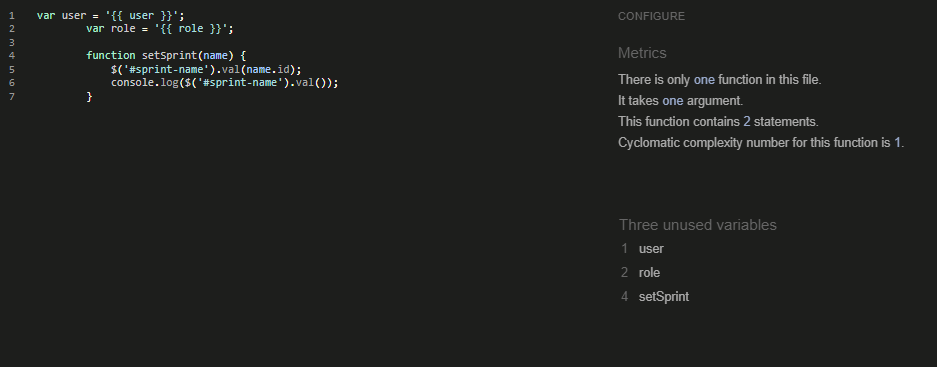 1 var user = '{{ user }}';
2 var role = '{{ role }}';
3
4 function setSprint(name) {
5 $('#sprint-name').val(name.id);
6 console.log($('#sprint-name').val());
7 }
CONFIGURE
Metrics
There is only one function in this file.
It takes one argument.
This function contains 2 statements.
Cyclomatic complexity number for this function is 1.
Three unused variables
1 user
2 role
4 setSprint